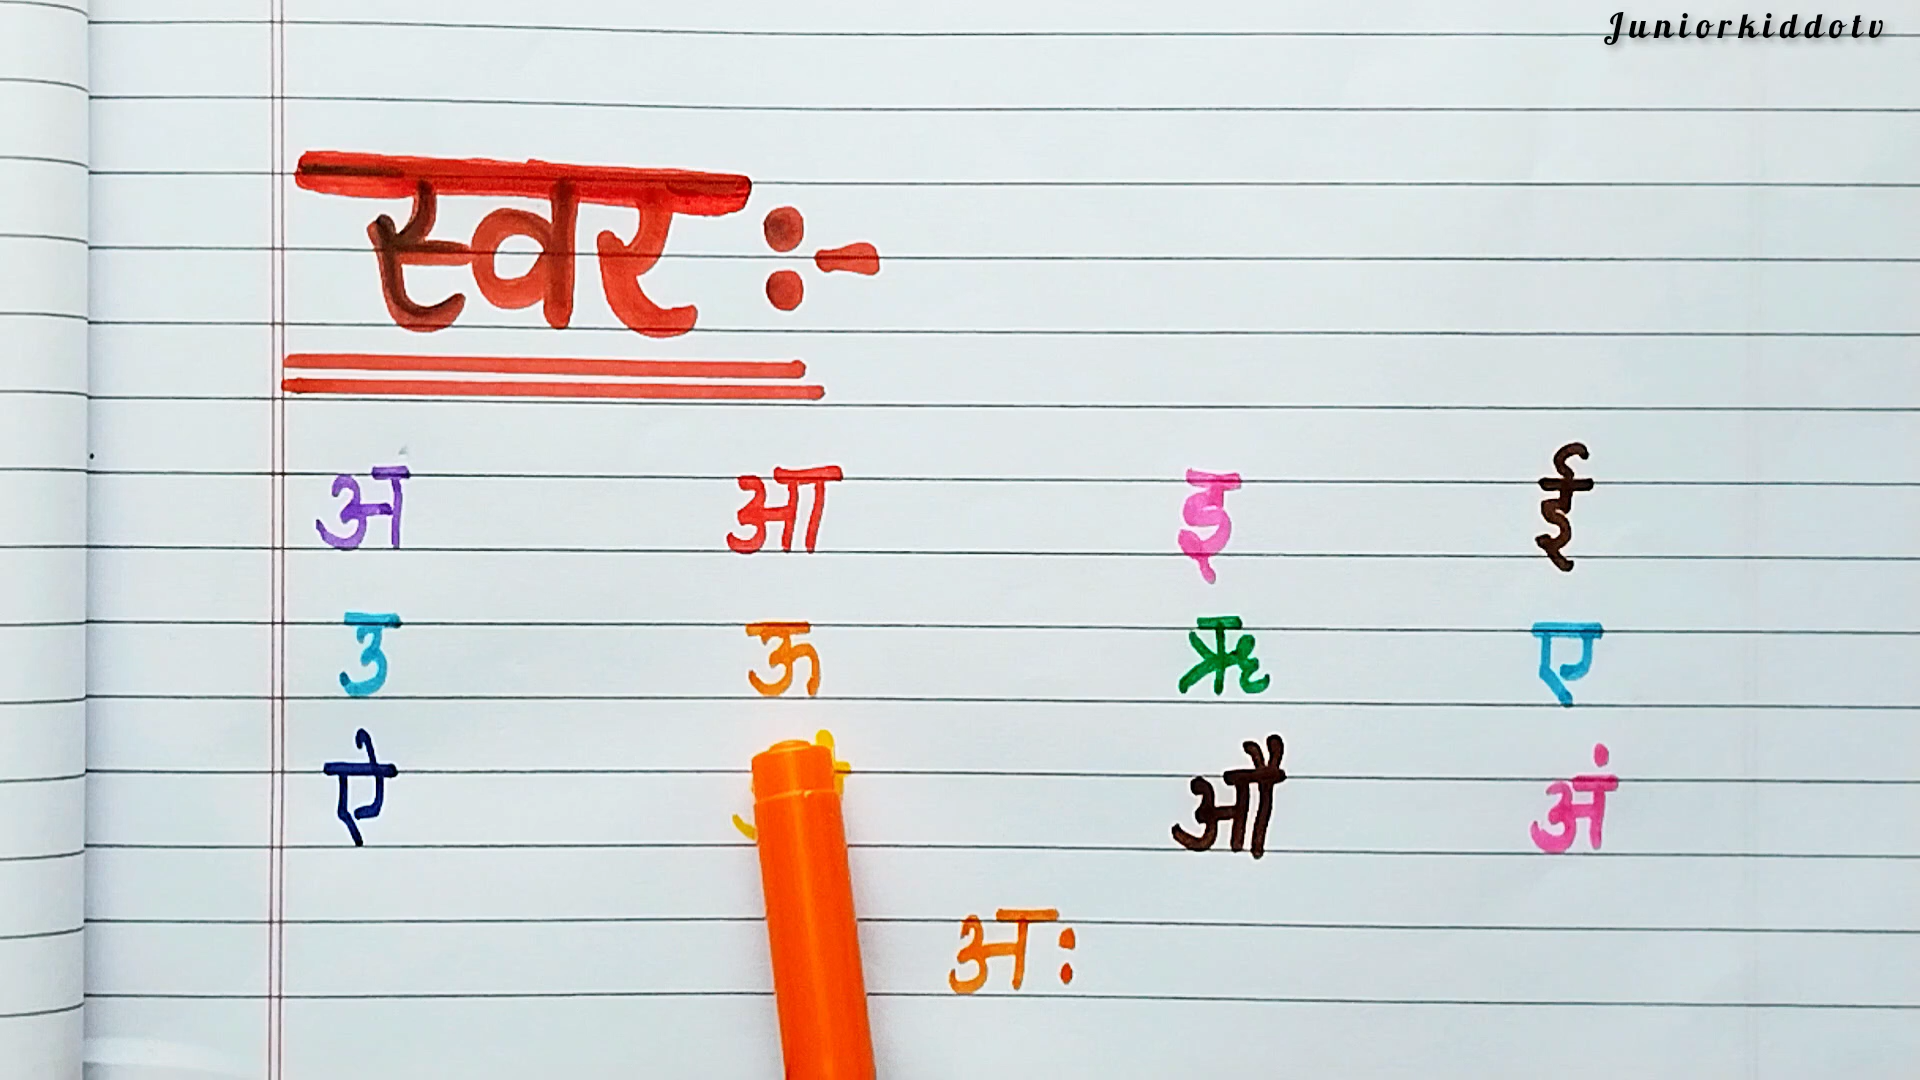 Juniorkiddotv
स्वर :-
अ आ इ ई
उ ऊ ऋ ए
ऐ औ अं
अः